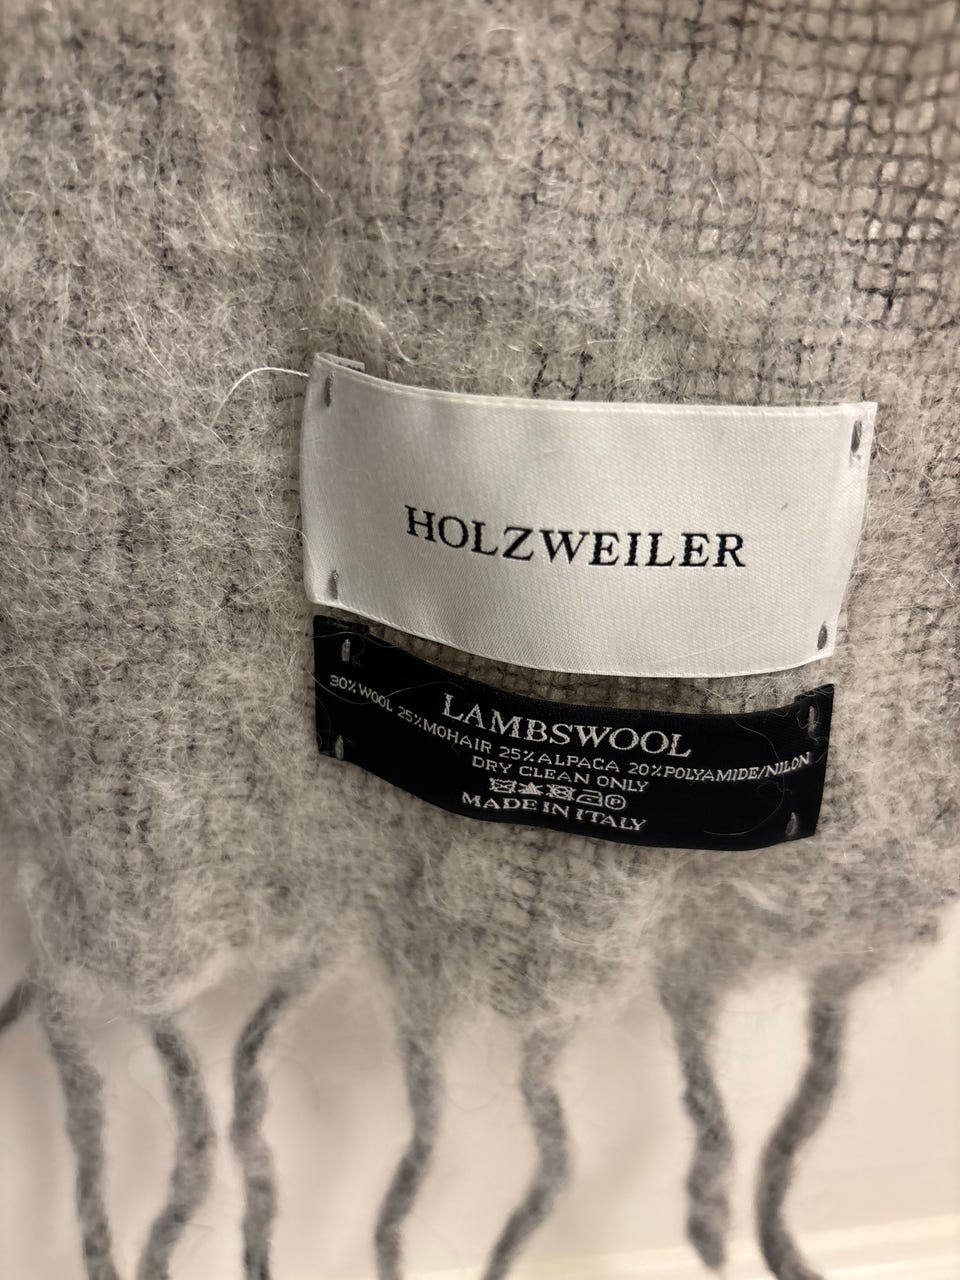 HOLZWEILER
LAMBSWOOL
30%WOOL 25%MOHAIR 25%ALPACA 20%POLYAMIDE/NILON
DRY CLEAN ONLY
P
MADE IN ITALY